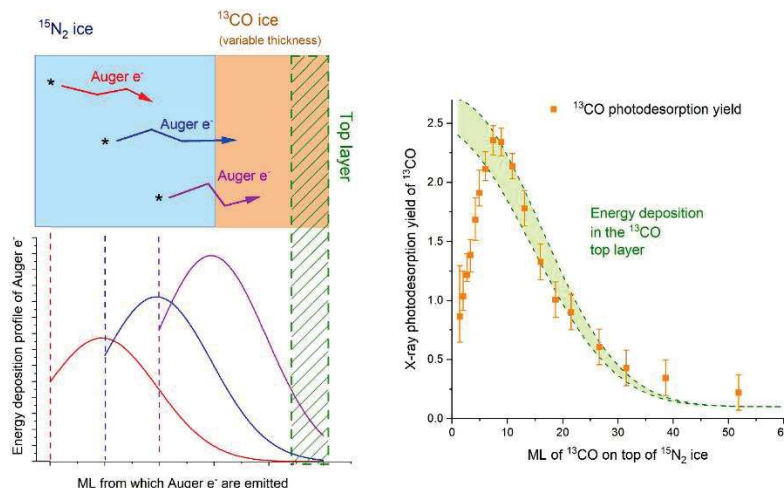 ¹⁵N₂ ice
¹³CO ice
(variable thickness)
* Auger e⁻
* Auger e⁻
* Auger e⁻
Top layer
Energy deposition profile of Auger e⁻
ML from which Auger e⁻ are emitted
X-ray photodesorption yield of ¹³CO
2.5
2.0
1.5
1.0
0.5
0.0
¹³CO photodesorption yield
Energy deposition
in the ¹³CO
top layer
0 10 20 30 40 50 60
ML of ¹³CO on top of ¹⁵N₂ ice